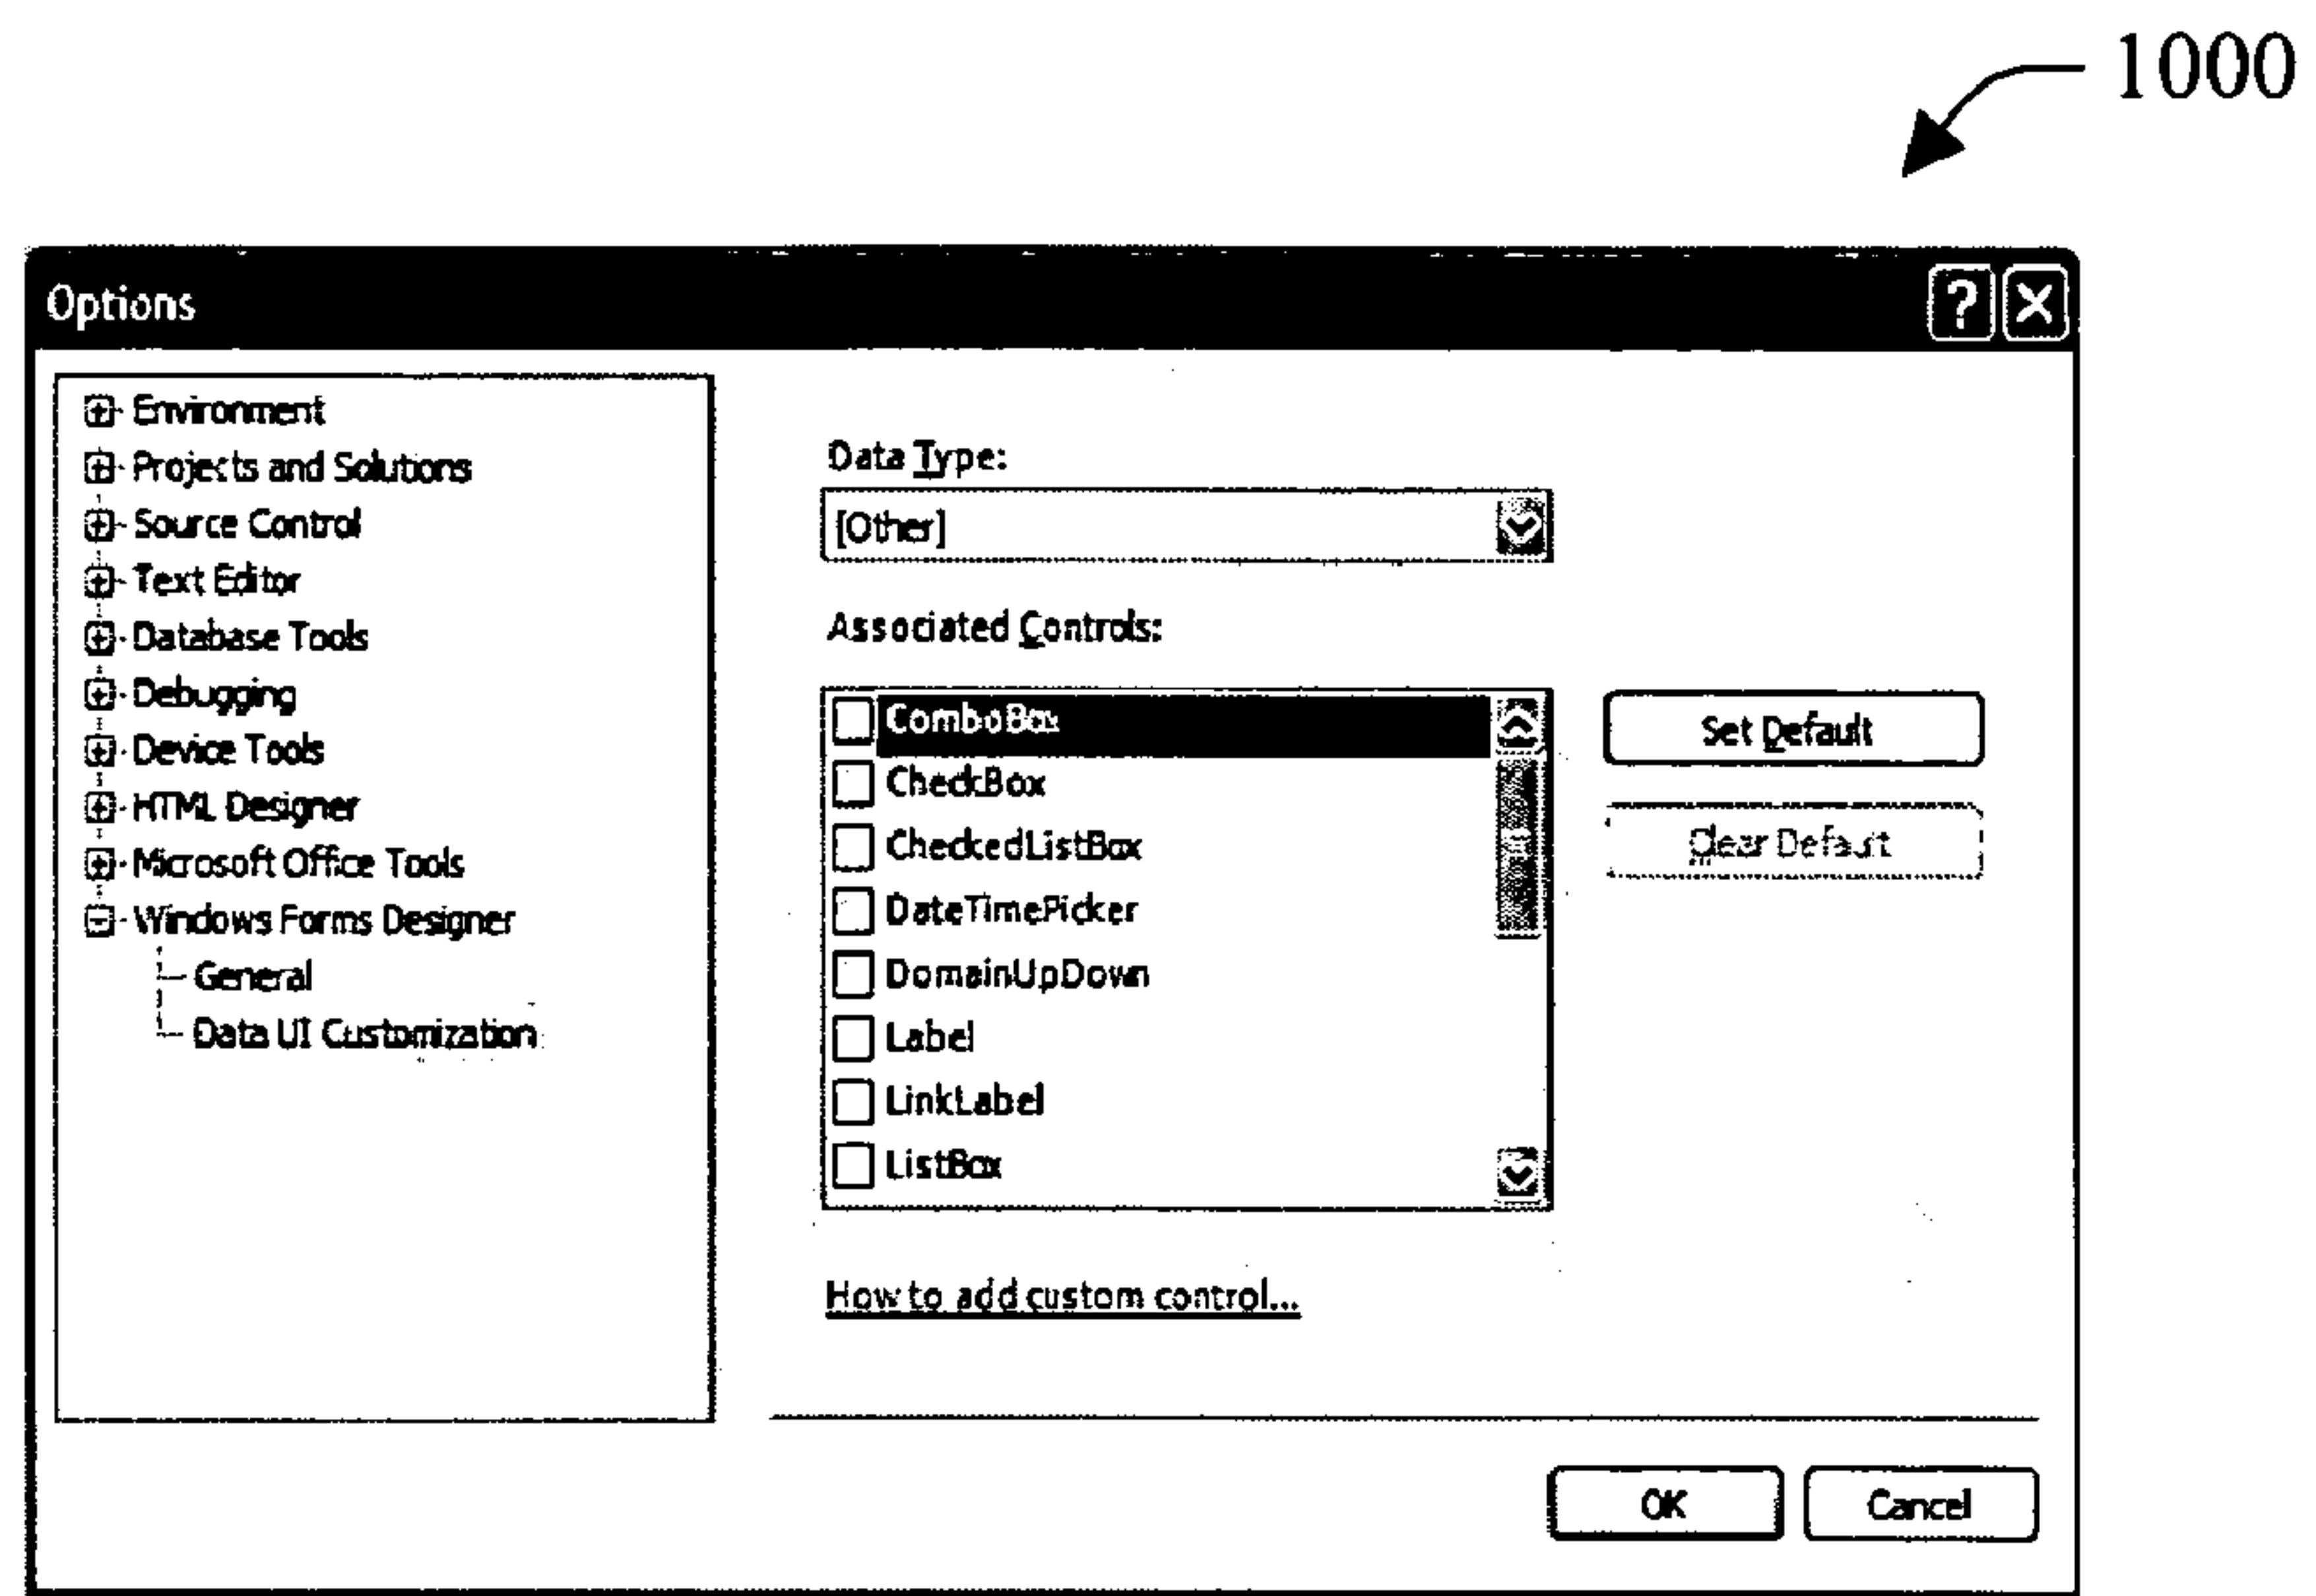 1000
Options
Environment
Projects and Solutions
Source Control
Text Editor
Database Tools
Debugging
Device Tools
HTML Designer
Microsoft Office Tools
Windows Forms Designer
General
Data UI Customization
Data Type:
[Other]
Associated Controls:
ComboBox
CheckBox
CheckedListBox
DateTimePicker
DomainUpDown
Label
LinkLabel
ListBox
Set Default
Clear Default
How to add custom control...
OK
Cancel